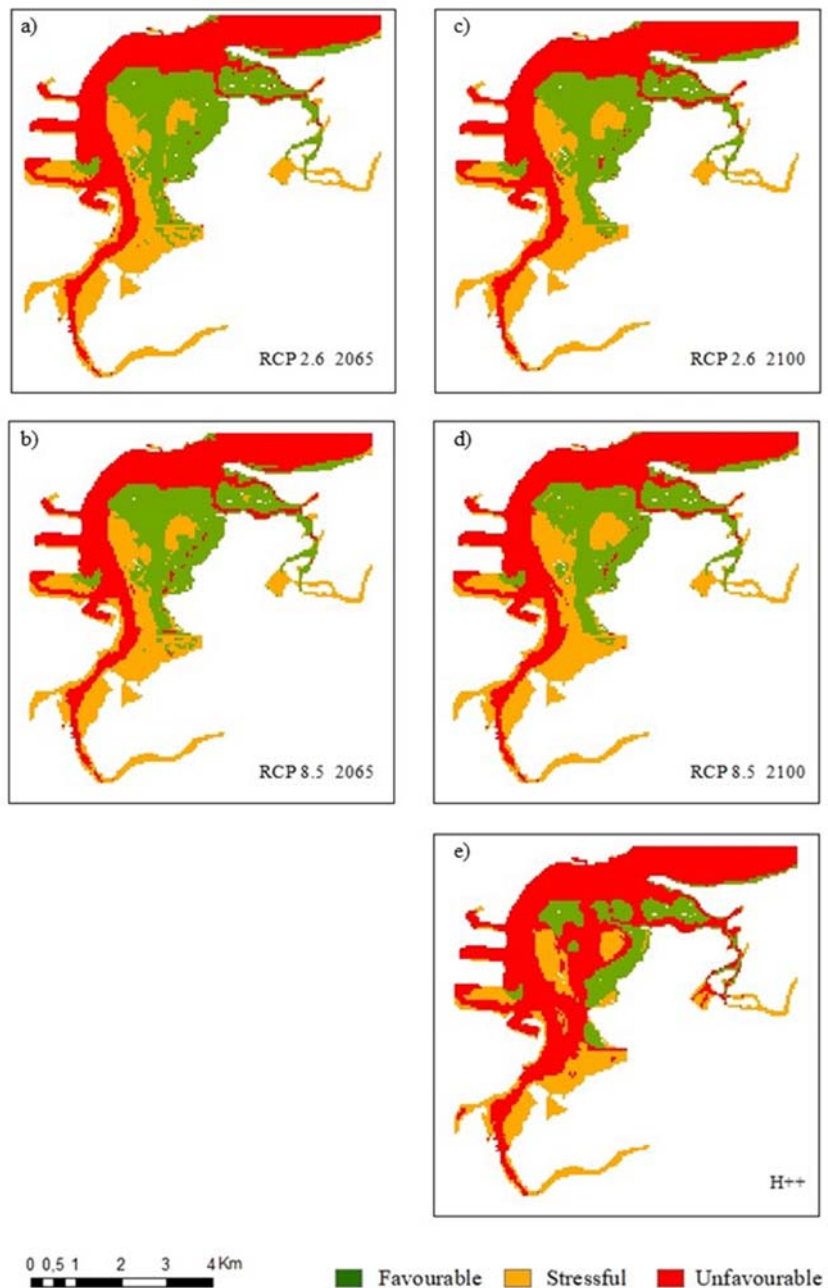 a)
RCP 2.6 2065
c)
RCP 2.6 2100
b)
RCP 8.5 2065
d)
RCP 8.5 2100
e)
H++
0 0,5 1 2 3 4 Km
Favourable Stressful Unfavourable